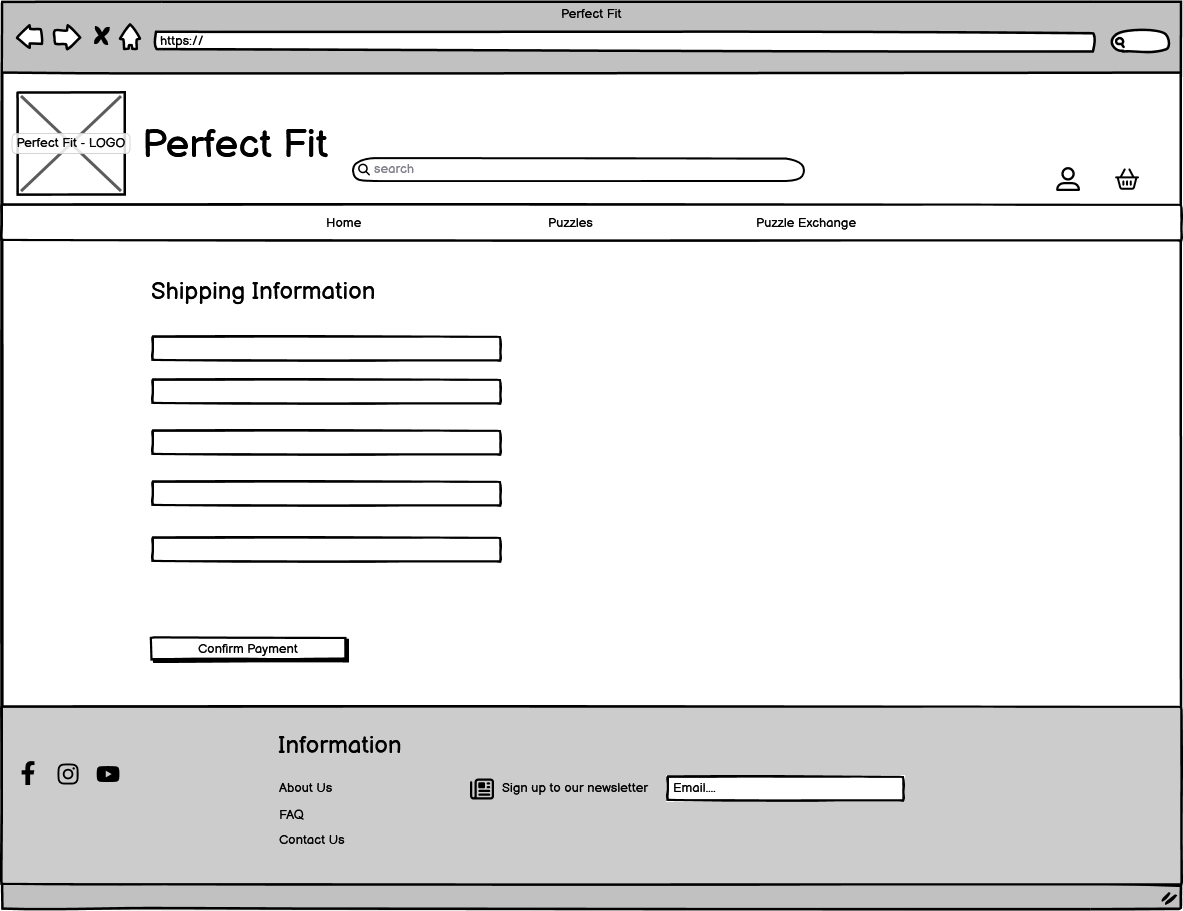 Perfect Fit
https://
Perfect Fit - LOGO
Perfect Fit
search
Home
Puzzles
Puzzle Exchange
Shipping Information
Confirm Payment
Information
About Us
Sign up to our newsletter
Email....
FAQ
Contact Us